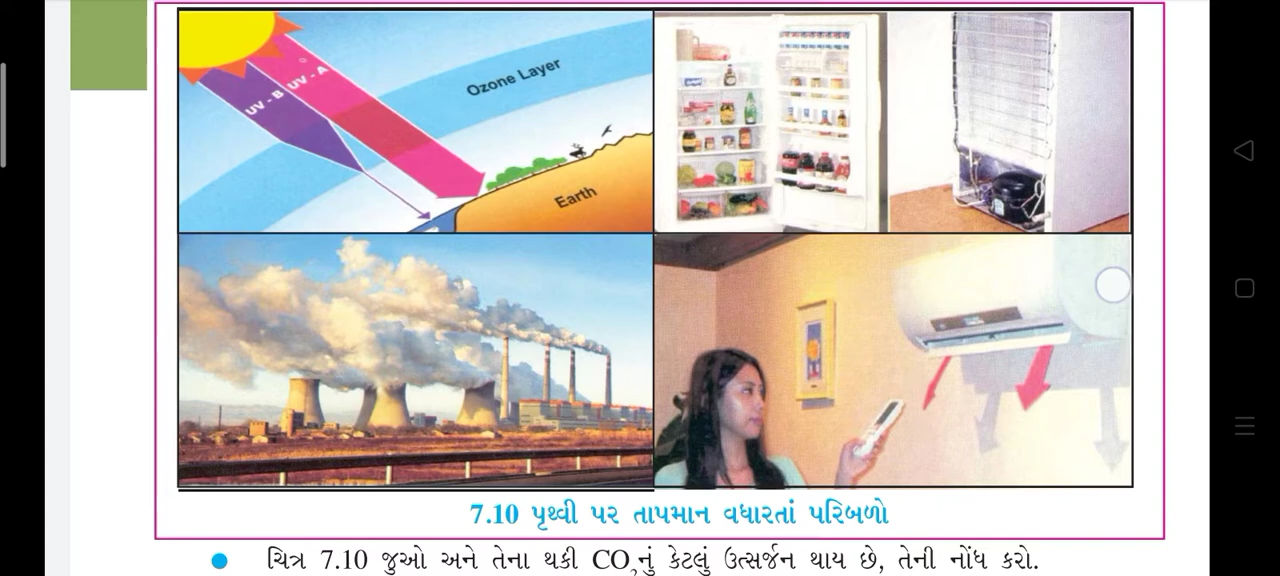 UV - B
UV - A
Ozone Layer
Earth
7.10 પૃથ્વી પર તાપમાન વધારતાં પરિબળો
ચિત્ર 7.10 જુઓ અને તેના થકી CO₂નું કેટલું ઉત્સર્જન થાય છે, તેની નોંધ કરો.